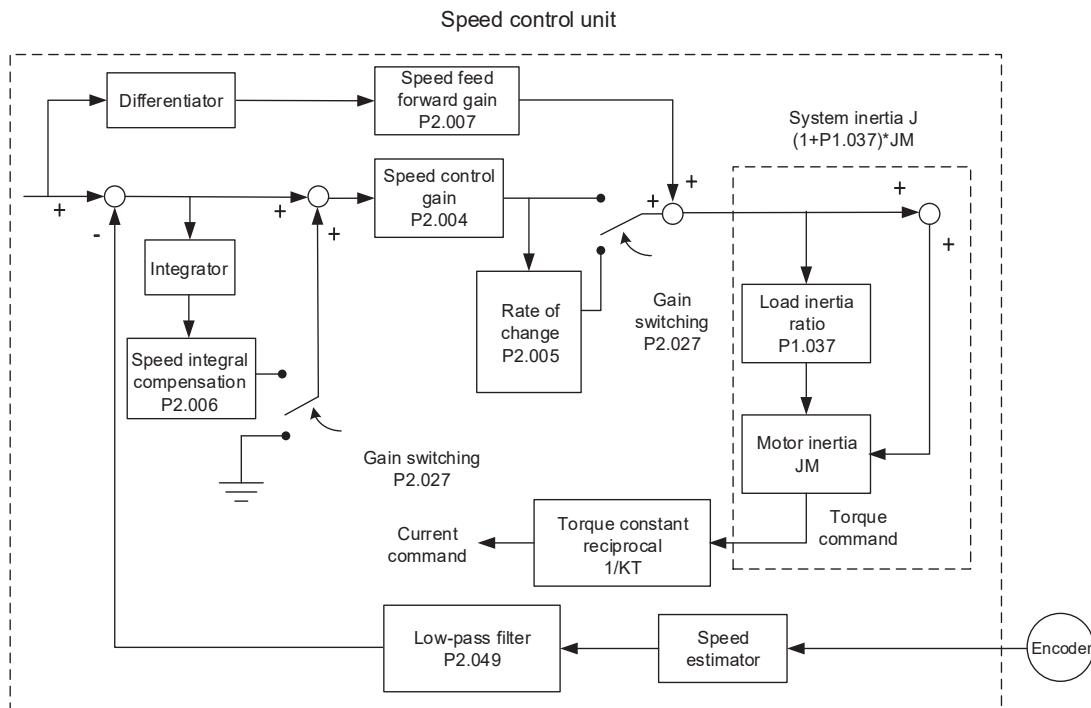 Speed control unit
Differentiator
Speed feed
forward gain
P2.007
System inertia J
(1+P1.037)*JM
+
-
+
+
Speed control
gain
P2.004
+
+
+
+
Integrator
Speed integral
compensation
P2.006
Rate of
change
P2.005
Gain
switching
P2.027
Load inertia
ratio
P1.037
Gain switching
P2.027
Motor inertia
JM
Current
command
Torque constant
reciprocal
1/KT
Torque
command
Low-pass filter
P2.049
Speed
estimator
Encoder